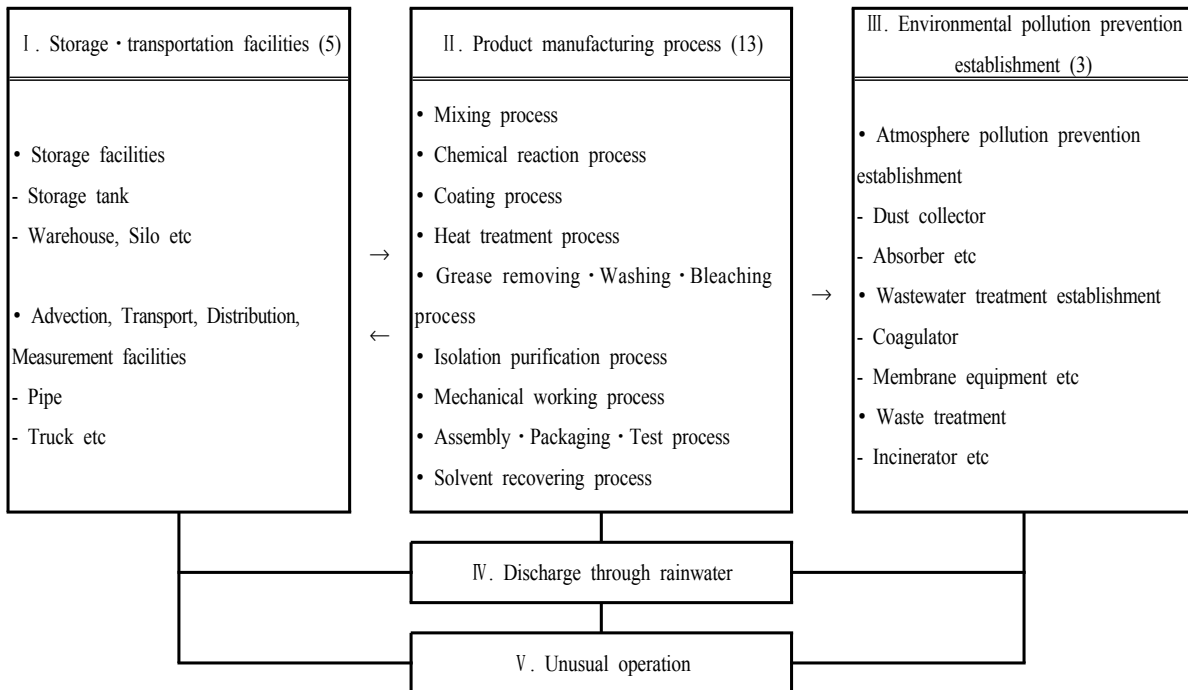 Ⅰ. Storage・transportation facilities (5)
• Storage facilities
- Storage tank
- Warehouse, Silo etc
• Advection, Transport, Distribution,
Measurement facilities
- Pipe
- Truck etc
→
←
Ⅱ. Product manufacturing process (13)
• Mixing process
• Chemical reaction process
• Coating process
• Heat treatment process
• Grease removing・Washing・Bleaching
process
• Isolation purification process
• Mechanical working process
• Assembly・Packaging・Test process
• Solvent recovering process
→
Ⅲ. Environmental pollution prevention
establishment (3)
• Atmosphere pollution prevention
establishment
- Dust collector
- Absorber etc
• Wastewater treatment establishment
- Coagulator
- Membrane equipment etc
• Waste treatment
- Incinerator etc
Ⅳ. Discharge through rainwater
Ⅴ. Unusual operation